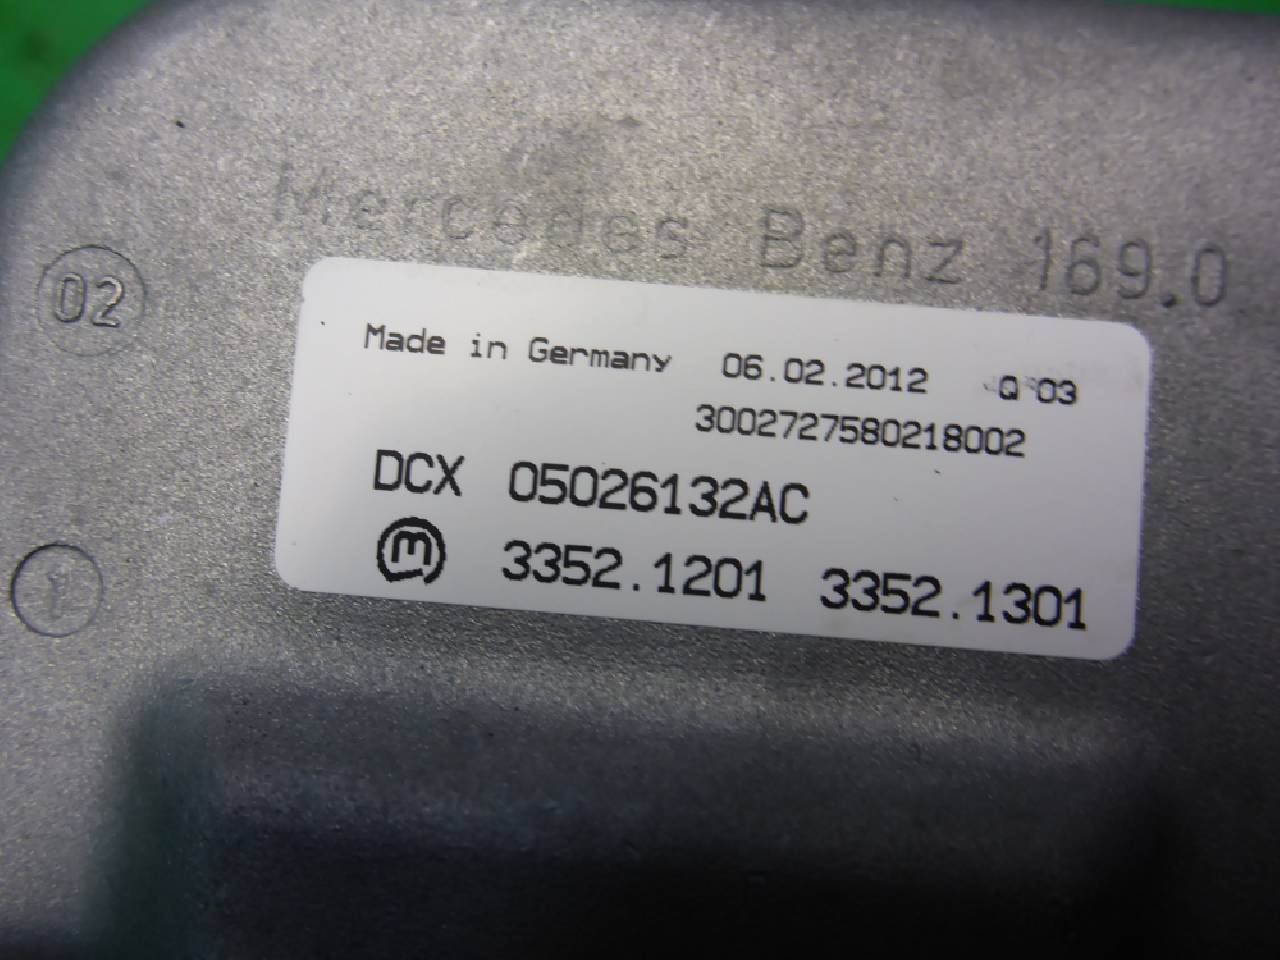 Mercedes Benz 169.0
02
Made in Germany 06.02.2012 Q 03
3002727580218002
DCX 05026132AC
m 3352.1201 3352.1301
1